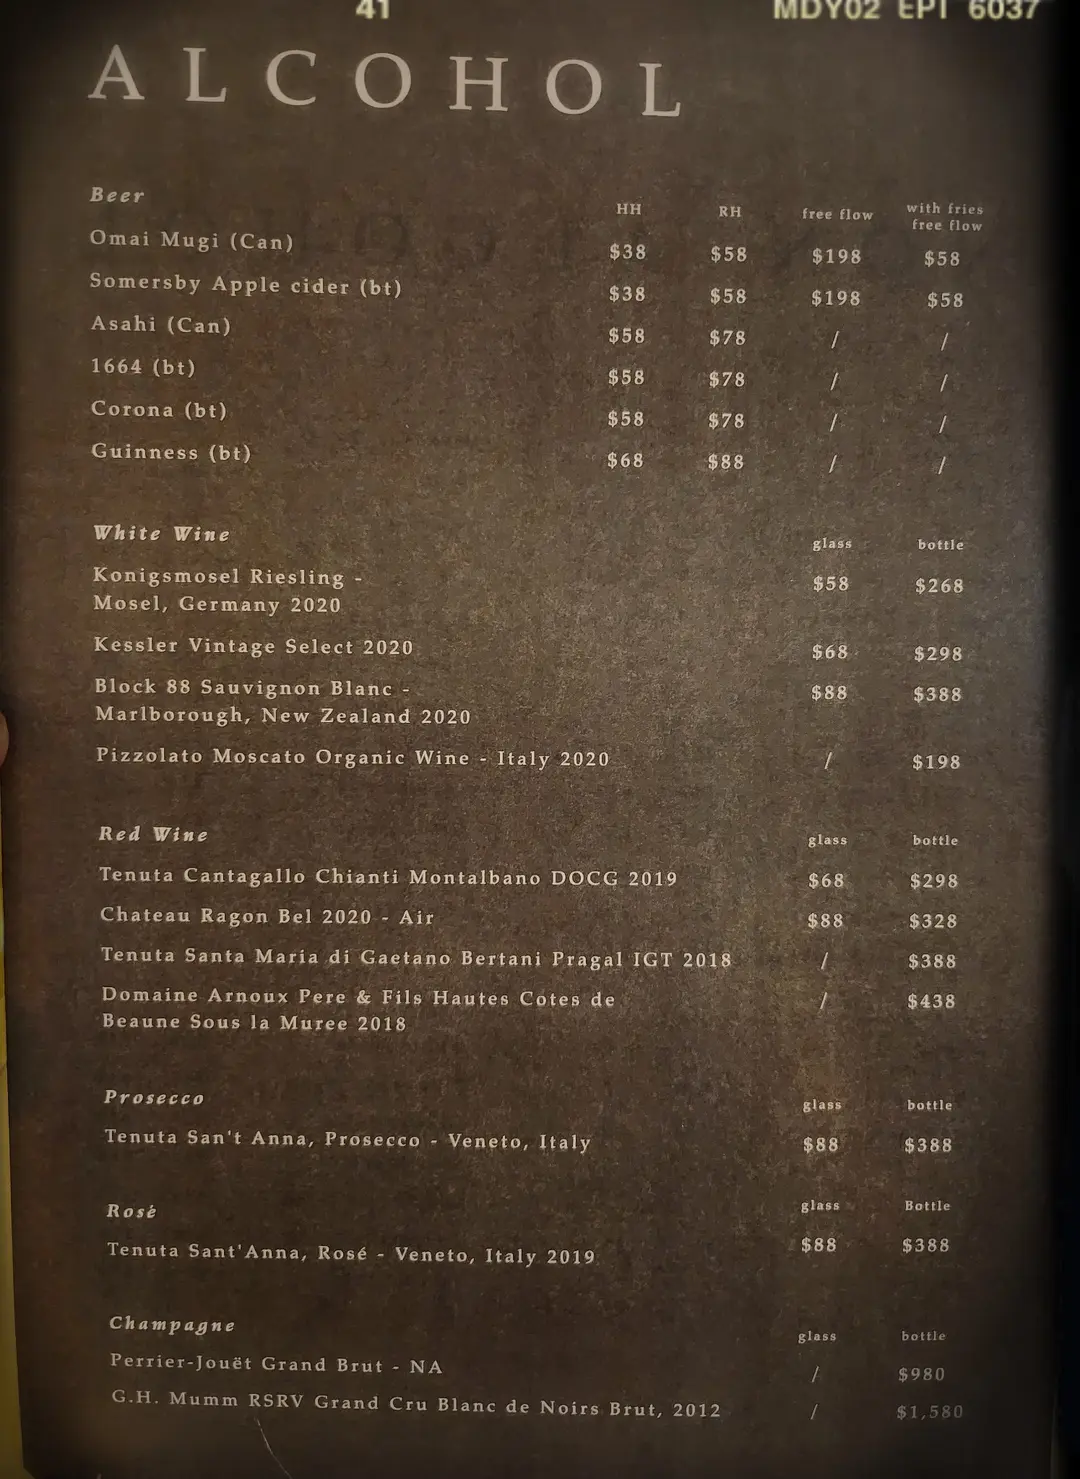 41 MDY02 EPT 6037
ALCOHOL
Beer HH RH free flow with fries free flow
Omai Mugi (Can) $38 $58 $198 $58
Somersby Apple cider (bt) $38 $58 $198 $58
Asahi (Can) $58 $78 / /
1664 (bt) $58 $78 / /
Corona (bt) $58 $78 / /
Guinness (bt) $68 $88 / /
White Wine glass bottle
Konigsmosel Riesling - $58 $268
Mosel, Germany 2020
Kessler Vintage Select 2020 $68 $298
Block 88 Sauvignon Blanc - $88 $388
Marlborough, New Zealand 2020
Pizzolato Moscato Organic Wine - Italy 2020 / $198
Red Wine glass bottle
Tenuta Cantagallo Chianti Montalbano DOCG 2019 $68 $298
Chateau Ragon Bel 2020 - Air $88 $328
Tenuta Santa Maria di Gaetano Bertani Pragal IGT 2018 / $388
Domaine Arnoux Pere & Fils Hautes Cotes de / $438
Beaune Sous la Muree 2018
Prosecco glass bottle
Tenuta San't Anna, Prosecco - Veneto, Italy $88 $388
Rosé glass Bottle
Tenuta Sant'Anna, Rosé - Veneto, Italy 2019 $88 $388
Champagne glass bottle
Perrier-Jouët Grand Brut - NA / $980
G.H. Mumm RSRV Grand Cru Blanc de Noirs Brut, 2012 / $1,580